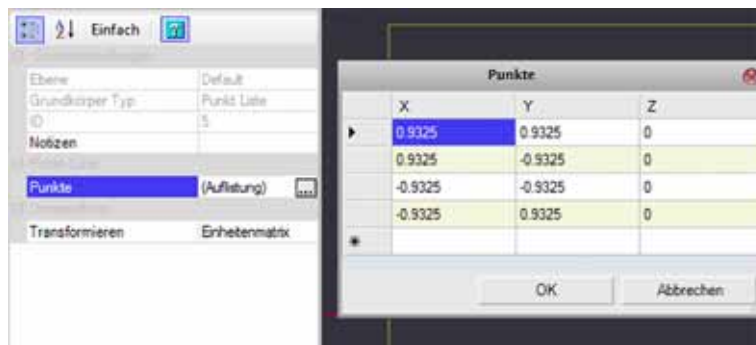 Einfach
Ebene Default
Grundkörper Typ Punkt Liste
ID 5
Notizen
Punkte (Auflistung) ...
Transformieren Einheitenmatrix
Punkte
X Y Z
0.9325 0.9325 0
0.9325 -0.9325 0
-0.9325 -0.9325 0
-0.9325 0.9325 0
OK Abbrechen